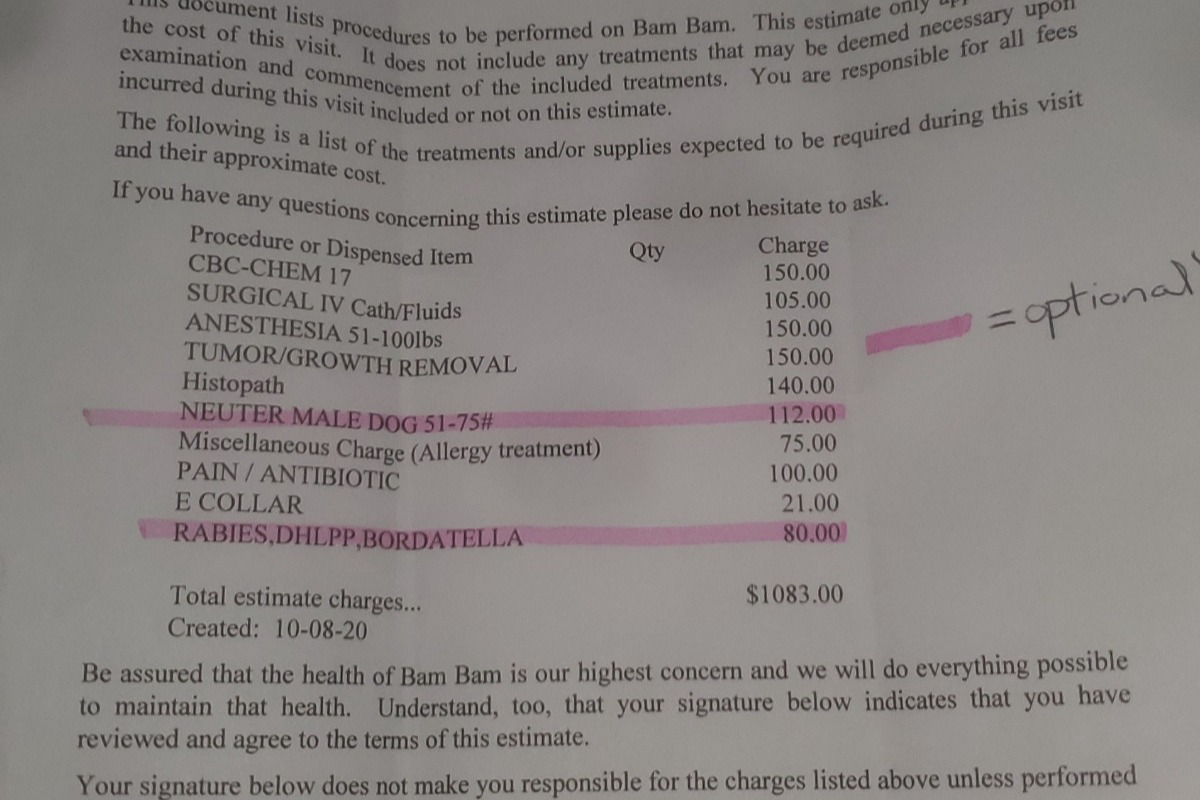 This document lists procedures to be performed on Bam Bam. This estimate only
the cost of this visit. It does not include any treatments that may be deemed necessary upon
examination and commencement of the included treatments. You are responsible for all fees
incurred during this visit included or not on this estimate.
The following is a list of the treatments and/or supplies expected to be required during this visit
and their approximate cost.
If you have any questions concerning this estimate please do not hesitate to ask.
Procedure or Dispensed Item Qty Charge
CBC-CHEM 17 150.00
SURGICAL IV Cath/Fluids 105.00
ANESTHESIA 51-100lbs 150.00
TUMOR/GROWTH REMOVAL 150.00
Histopath 140.00
NEUTER MALE DOG 51-75# 112.00
Miscellaneous Charge (Allergy treatment) 75.00
PAIN / ANTIBIOTIC 100.00
E COLLAR 21.00
RABIES,DHLPP,BORDATELLA 80.00
= optional
Total estimate charges... $1083.00
Created: 10-08-20
Be assured that the health of Bam Bam is our highest concern and we will do everything possible
to maintain that health. Understand, too, that your signature below indicates that you have
reviewed and agree to the terms of this estimate.
Your signature below does not make you responsible for the charges listed above unless performed